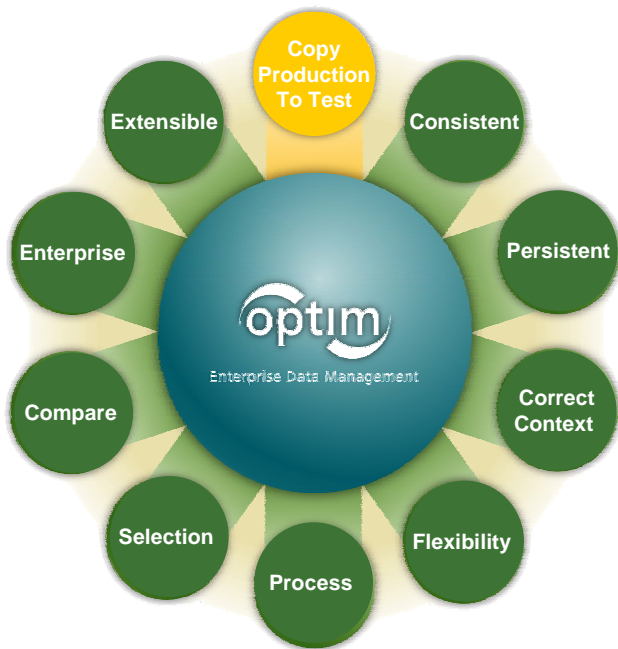 Copy
Production
To Test
Extensible
Consistent
Enterprise
Persistent
optim
Enterprise Data Management
Compare
Correct
Context
Selection
Flexibility
Process